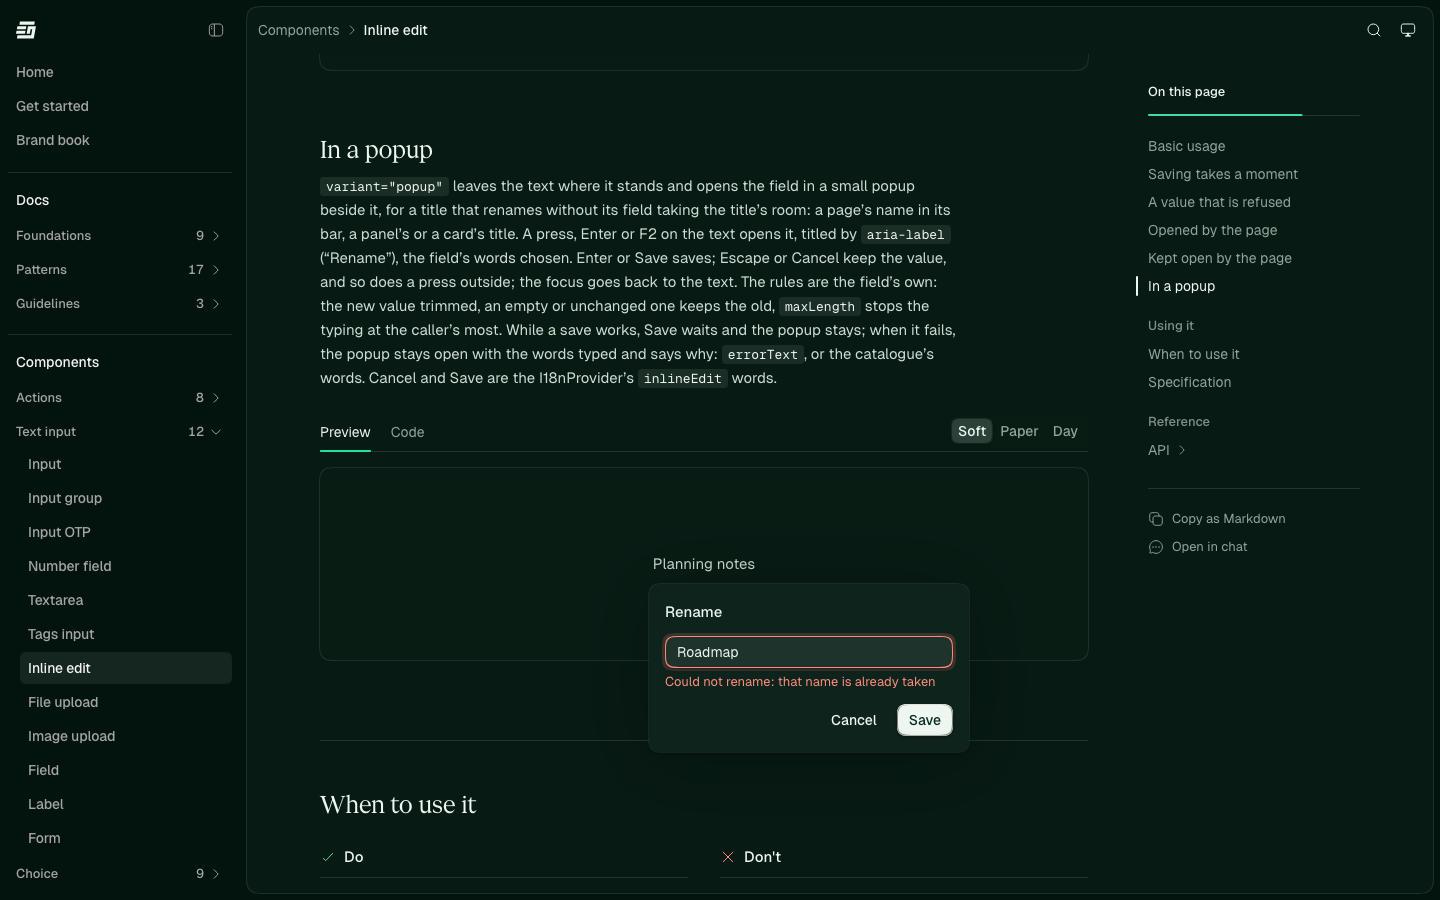 Components > Inline edit
Home
Get started
Brand book
Docs
Foundations 9
Patterns 17
Guidelines 3
Components
Actions 8
Text input 12
Input
Input group
Input OTP
Number field
Textarea
Tags input
Inline edit
File upload
Image upload
Field
Label
Form
Choice 9
In a popup
variant="popup" leaves the text where it stands and opens the field in a small popup
beside it, for a title that renames without its field taking the title’s room: a page’s name in its
bar, a panel’s or a card’s title. A press, Enter or F2 on the text opens it, titled by aria-label
(“Rename”), the field’s words chosen. Enter or Save saves; Escape or Cancel keep the value,
and so does a press outside; the focus goes back to the text. The rules are the field’s own:
the new value trimmed, an empty or unchanged one keeps the old, maxLength stops the
typing at the caller’s most. While a save works, Save waits and the popup stays; when it fails,
the popup stays open with the words typed and says why: errorText, or the catalogue’s
words. Cancel and Save are the I18nProvider’s inlineEdit words.
Preview Code
Soft Paper Day
Planning notes
Rename
Roadmap
Could not rename: that name is already taken
Cancel Save
When to use it
Do
Don't
On this page
Basic usage
Saving takes a moment
A value that is refused
Opened by the page
Kept open by the page
In a popup
Using it
When to use it
Specification
Reference
API
Copy as Markdown
Open in chat